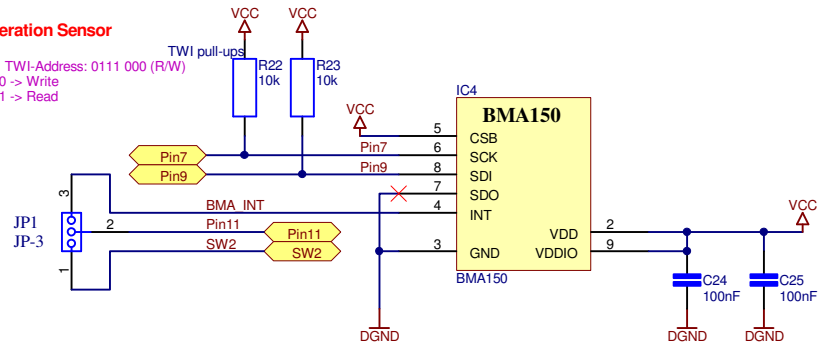 eration Sensor
TWI-Address: 0111 000 (R/W)
0 -> Write
1 -> Read
VCC
VCC
TWI pull-ups
R22
10k
R23
10k
VCC
IC4
BMA150
5
CSB
Pin7
Pin7
6
SCK
Pin9
Pin9
8
SDI
7
SDO
BMA_INT
4
INT
3
JP1
JP-3
2
1
Pin11
Pin11
SW2
SW2
3
GND
VDD
2
VDDIO
9
BMA150
VCC
C24
100nF
C25
100nF
DGND
DGND
DGND